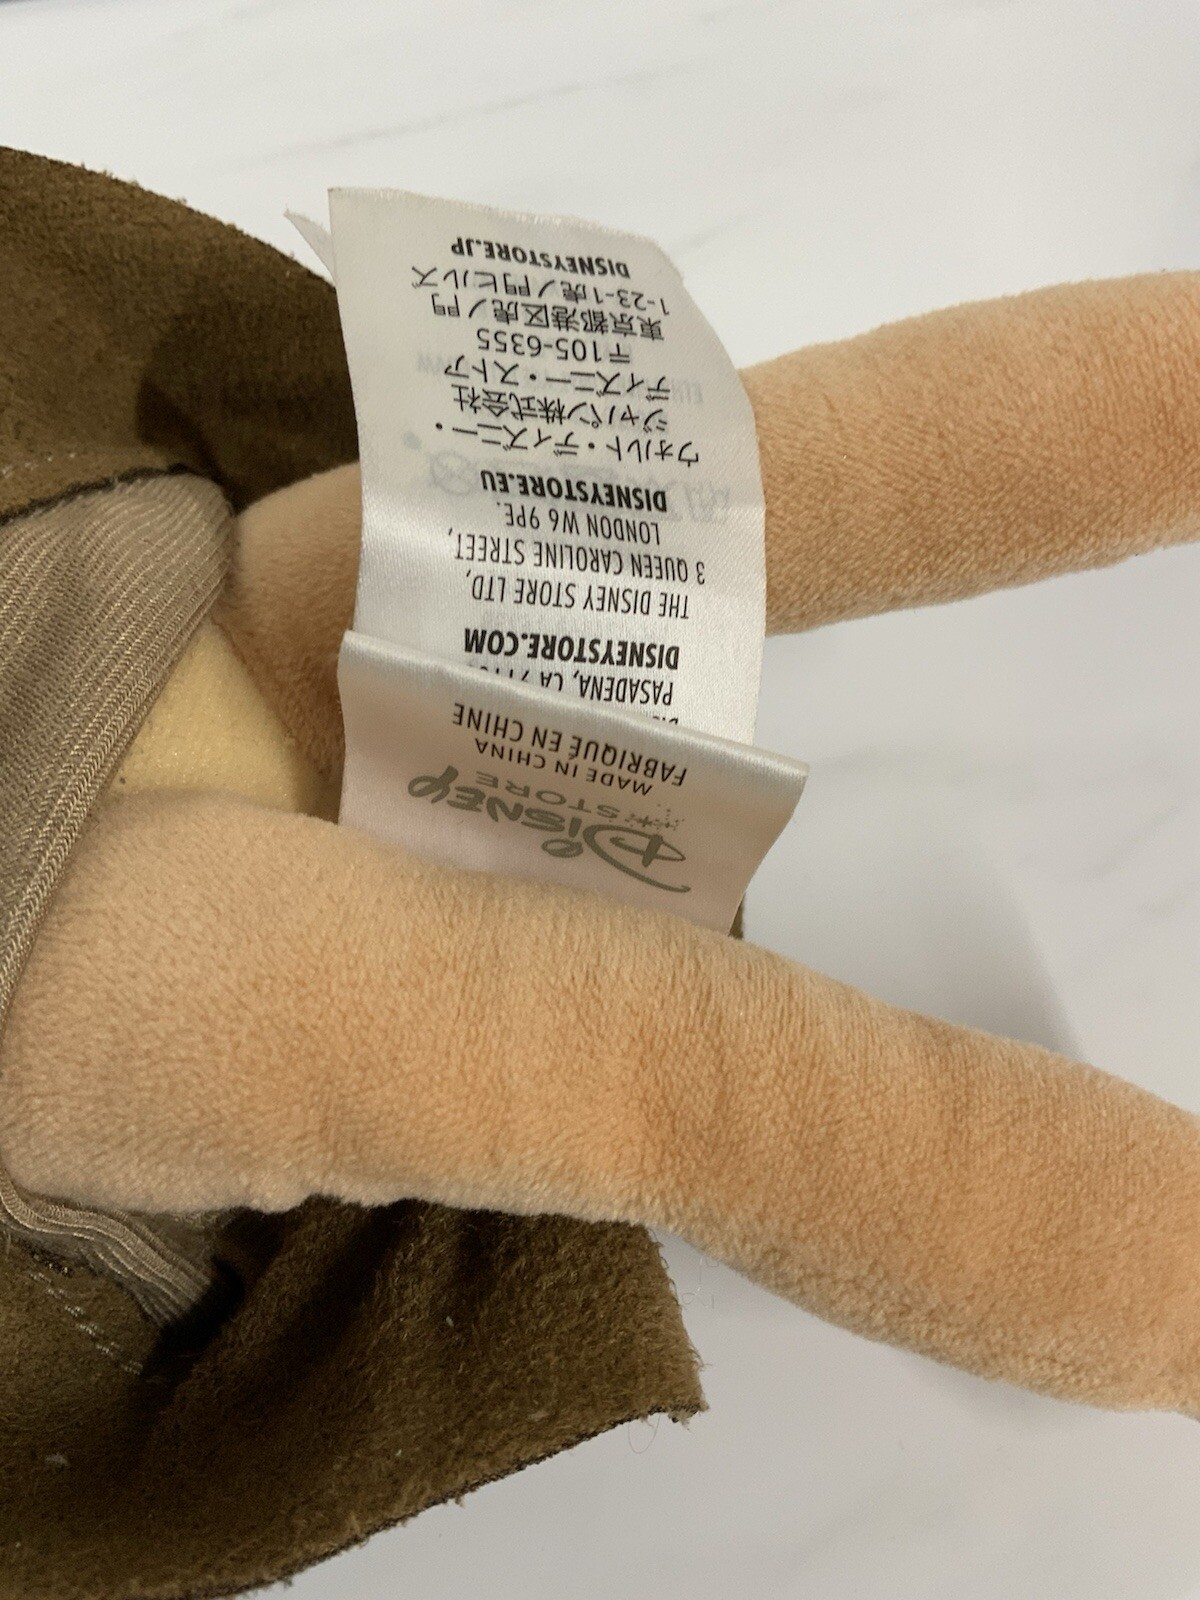 Disney
STORE
MADE IN CHINA
FABRIQUÉ EN CHINE
PASADENA, CA
DISNEYSTORE.COM
THE DISNEY STORE LTD,
3 QUEEN CAROLINE STREET,
LONDON W6 9PE.
DISNEYSTORE.EU
ウォルト・ディズニー・
ジャパン株式会社
ディズニー・ストア
〒105-6355
東京都港区虎ノ門
1-23-1虎ノ門ヒルズ
DISNEYSTORE.JP